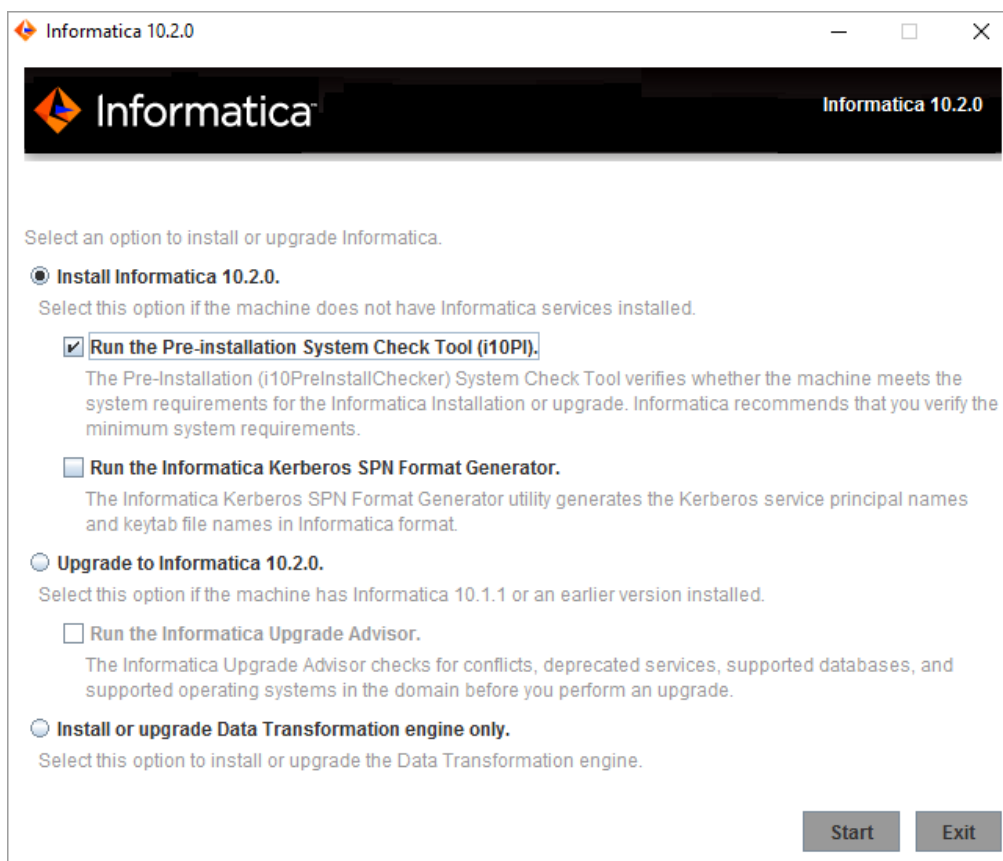 Informatica 10.2.0
Informatica
Informatica 10.2.0
Select an option to install or upgrade Informatica.
Install Informatica 10.2.0.
Select this option if the machine does not have Informatica services installed.
Run the Pre-installation System Check Tool (i10PI).
The Pre-Installation (i10PreInstallChecker) System Check Tool verifies whether the machine meets the
system requirements for the Informatica Installation or upgrade. Informatica recommends that you verify the
minimum system requirements.
Run the Informatica Kerberos SPN Format Generator.
The Informatica Kerberos SPN Format Generator utility generates the Kerberos service principal names
and keytab file names in Informatica format.
Upgrade to Informatica 10.2.0.
Select this option if the machine has Informatica 10.1.1 or an earlier version installed.
Run the Informatica Upgrade Advisor.
The Informatica Upgrade Advisor checks for conflicts, deprecated services, supported databases, and
supported operating systems in the domain before you perform an upgrade.
Install or upgrade Data Transformation engine only.
Select this option to install or upgrade the Data Transformation engine.
Start Exit